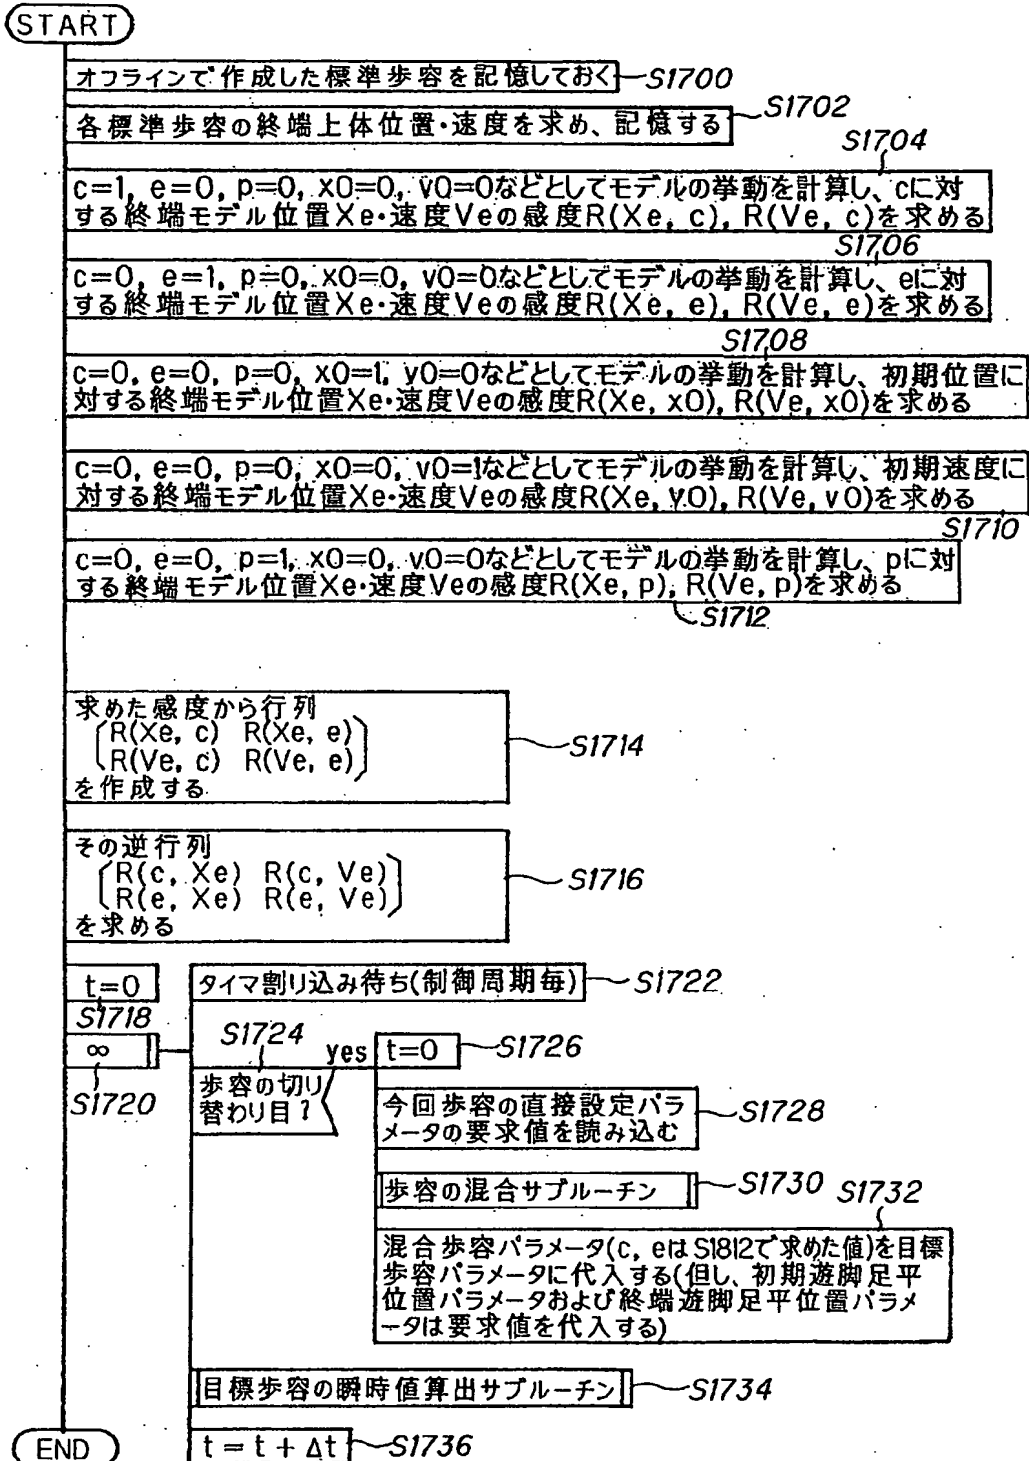 START
オフラインで作成した標準歩容を記憶しておく S1700
S1702
各標準歩容の終端上体位置・速度を求め、記憶する
S1704
c=1, e=0, p=0, x0=0, v0=0などとしてモデルの挙動を計算し、cに対
する終端モデル位置Xe・速度Veの感度R(Xe, c), R(Ve, c)を求める
S1706
c=0, e=1, p=0, x0=0, v0=0などとしてモデルの挙動を計算し、eに対
する終端モデル位置Xe・速度Veの感度R(Xe, e), R(Ve, e)を求める
S1708
c=0, e=0, p=0, x0=1, v0=0などとしてモデルの挙動を計算し、初期位置に
対する終端モデル位置Xe・速度Veの感度R(Xe, x0), R(Ve, x0)を求める
c=0, e=0, p=0, x0=0, v0=1などとしてモデルの挙動を計算し、初期速度に
対する終端モデル位置Xe・速度Veの感度R(Xe, v0), R(Ve, v0)を求める
S1710
c=0, e=0, p=1, x0=0, v0=0などとしてモデルの挙動を計算し、pに対
する終端モデル位置Xe・速度Veの感度R(Xe, p), R(Ve, p)を求める
S1712
求めた感度から行列
R(Xe, c) R(Xe, e)
R(Ve, c) R(Ve, e)
を作成する
S1714
その逆行列
R(c, Xe) R(c, Ve)
R(e, Xe) R(e, Ve)
を求める
S1716
t=0
S1718
タイマ割り込み待ち(制御周期毎) S1722
∞
S1720
S1724
歩容の切り
替わり目?
yes
t=0 S1726
今回歩容の直接設定パラ
メータの要求値を読み込む
S1728
歩容の混合サブルーチン S1730
S1732
混合歩容パラメータ(c, eはS1812で求めた値)を目標
歩容パラメータに代入する(但し、初期遊脚足平
位置パラメータおよび終端遊脚足平位置パラメ
ータは要求値を代入する)
目標歩容の瞬時値算出サブルーチン S1734
END
t = t + Δt S1736